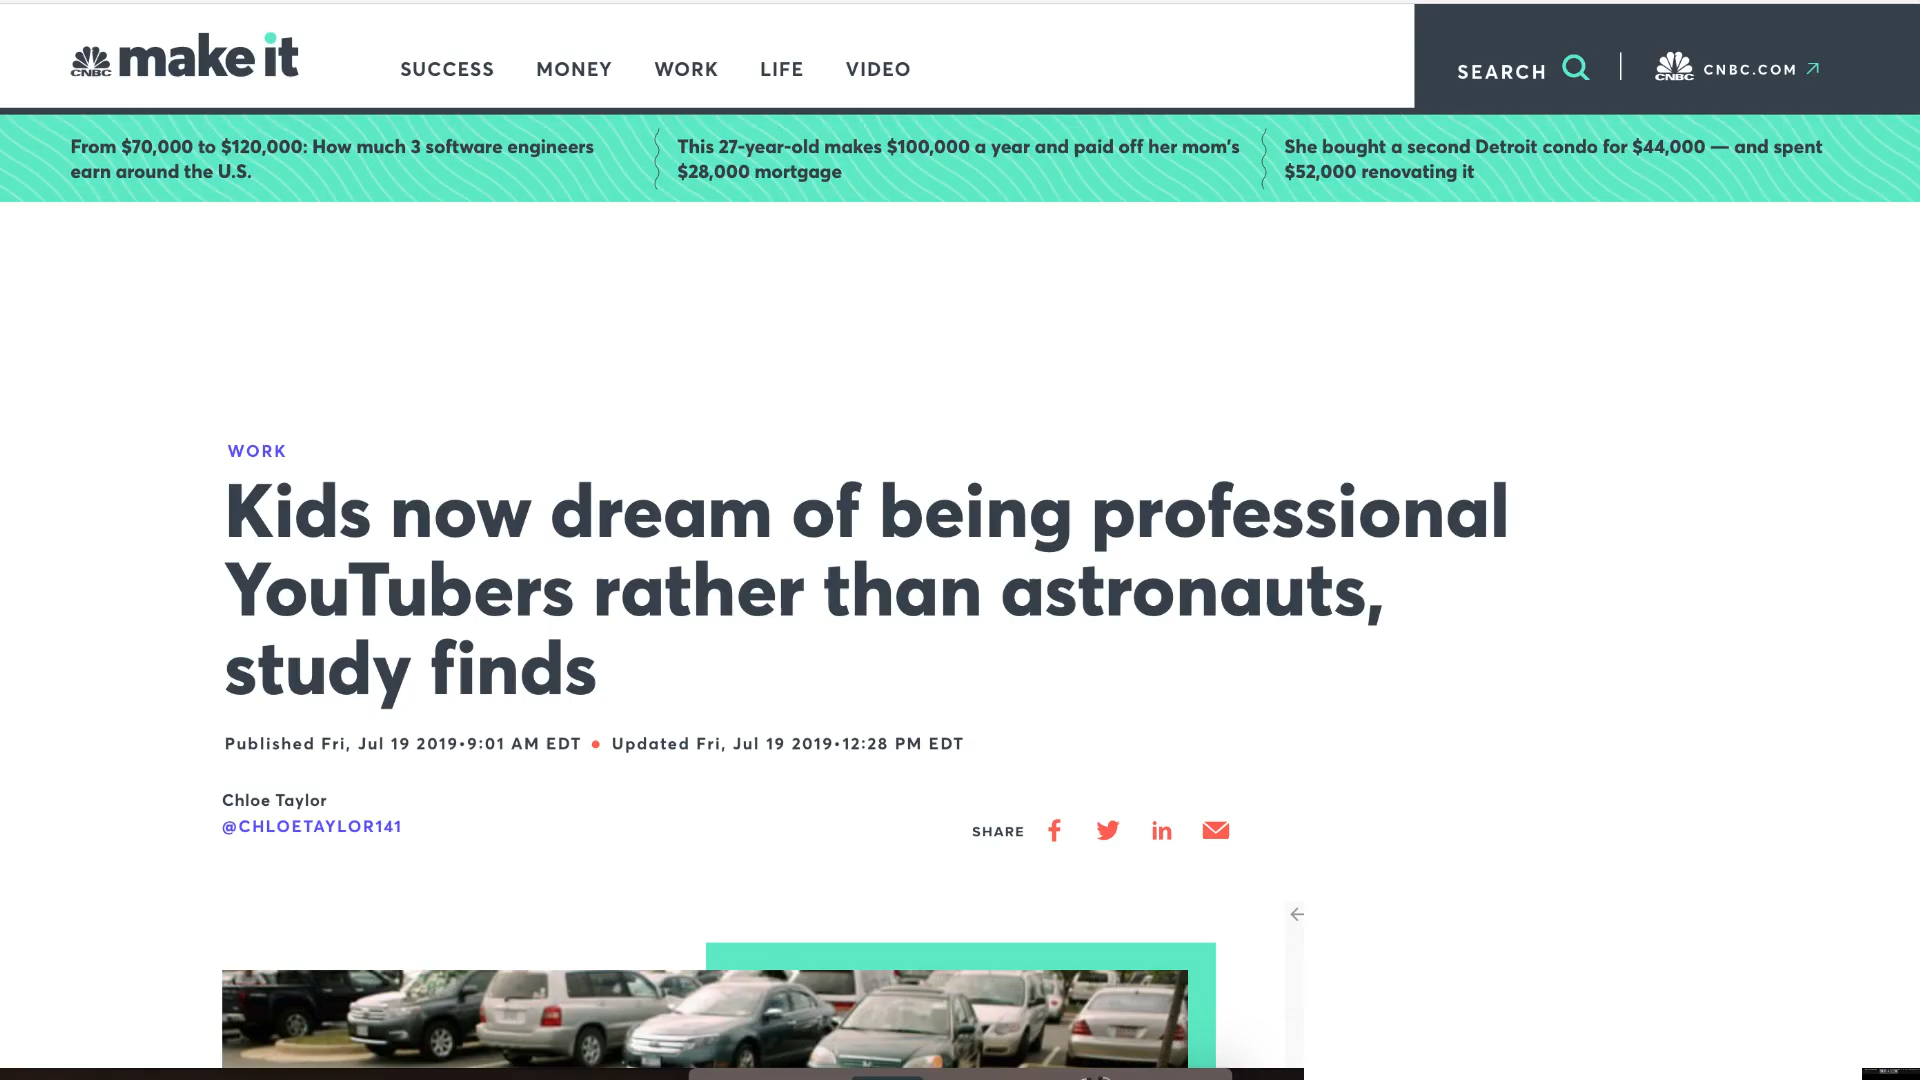 CNBC make it
SUCCESS MONEY WORK LIFE VIDEO
SEARCH
CNBC CNBC.COM
From $70,000 to $120,000: How much 3 software engineers
earn around the U.S.
This 27-year-old makes $100,000 a year and paid off her mom's
$28,000 mortgage
She bought a second Detroit condo for $44,000 — and spent
$52,000 renovating it
WORK
Kids now dream of being professional
YouTubers rather than astronauts,
study finds
Published Fri, Jul 19 2019•9:01 AM EDT • Updated Fri, Jul 19 2019•12:28 PM EDT
Chloe Taylor
@CHLOETAYLOR141
SHARE